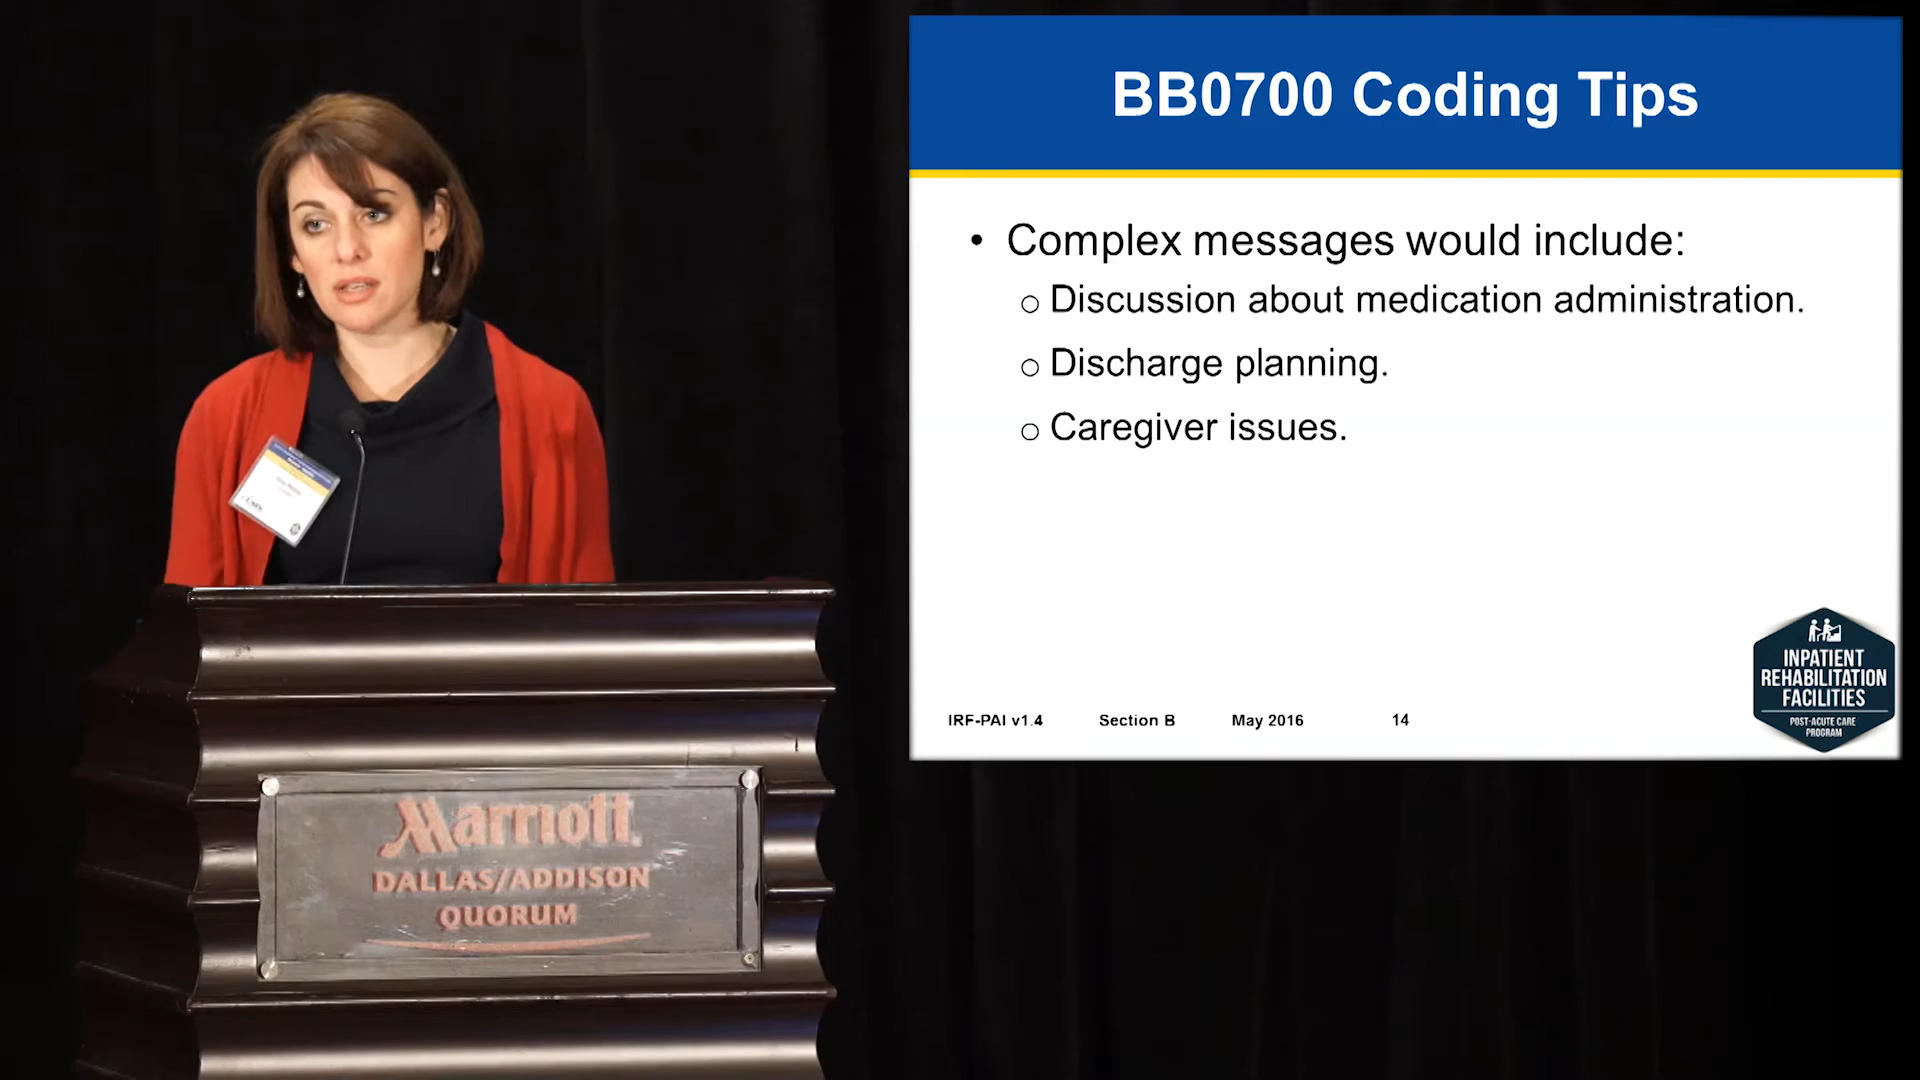 BB0700 Coding Tips
• Complex messages would include:
o Discussion about medication administration.
o Discharge planning.
o Caregiver issues.
IRF-PAI v1.4 Section B May 2016 14
INPATIENT
REHABILITATION
FACILITIES
POST-ACUTE CARE
PROGRAM
Marriott
DALLAS/ADDISON
QUORUM